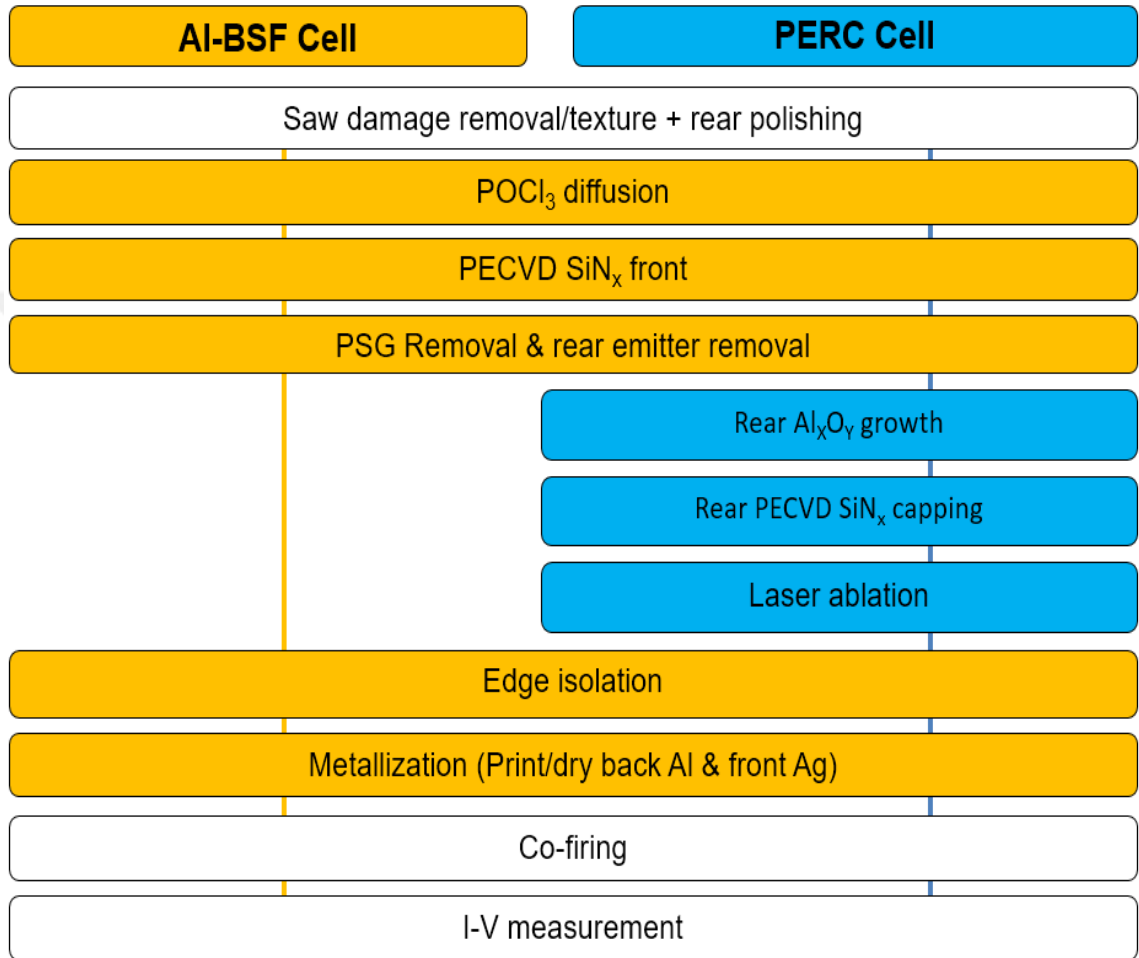 Al-BSF Cell
PERC Cell
Saw damage removal/texture + rear polishing
POCl₃ diffusion
PECVD SiNₓ front
PSG Removal & rear emitter removal
Rear Al_XO_Y growth
Rear PECVD SiNₓ capping
Laser ablation
Edge isolation
Metallization (Print/dry back Al & front Ag)
Co-firing
I-V measurement